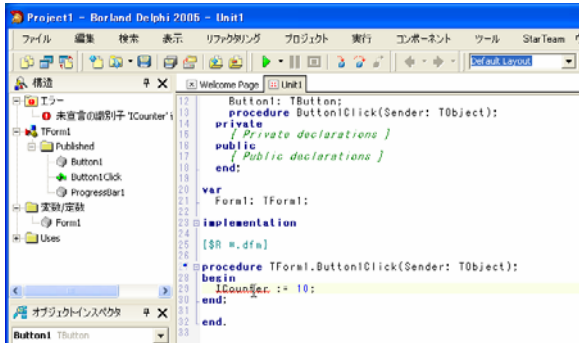 Project1 - Borland Delphi 2005 - Unit1
ファイル 編集 検索 表示 リファクタリング プロジェクト 実行 コンポーネント ツール StarTeam
Default Layout
構造
エラー
未宣言の識別子 'ICounter'
TForm1
Published
Button1
Button1Click
ProgressBar1
変数/定数
Form1
Uses
オブジェクトインスペクタ
Button1 TButton
Welcome Page Unit1
12 Button1: TButton;
13 procedure Button1Click(Sender: TObject);
14 private
15 { Private declarations }
16 public
17 { Public declarations }
18 end;
19
20 var
21 Form1: TForm1;
22
23 implementation
24
25 {$R *.dfm}
procedure TForm1.Button1Click(Sender: TObject);
28 begin
29 ICounter := 10;
30 end;
31
32 end.
33